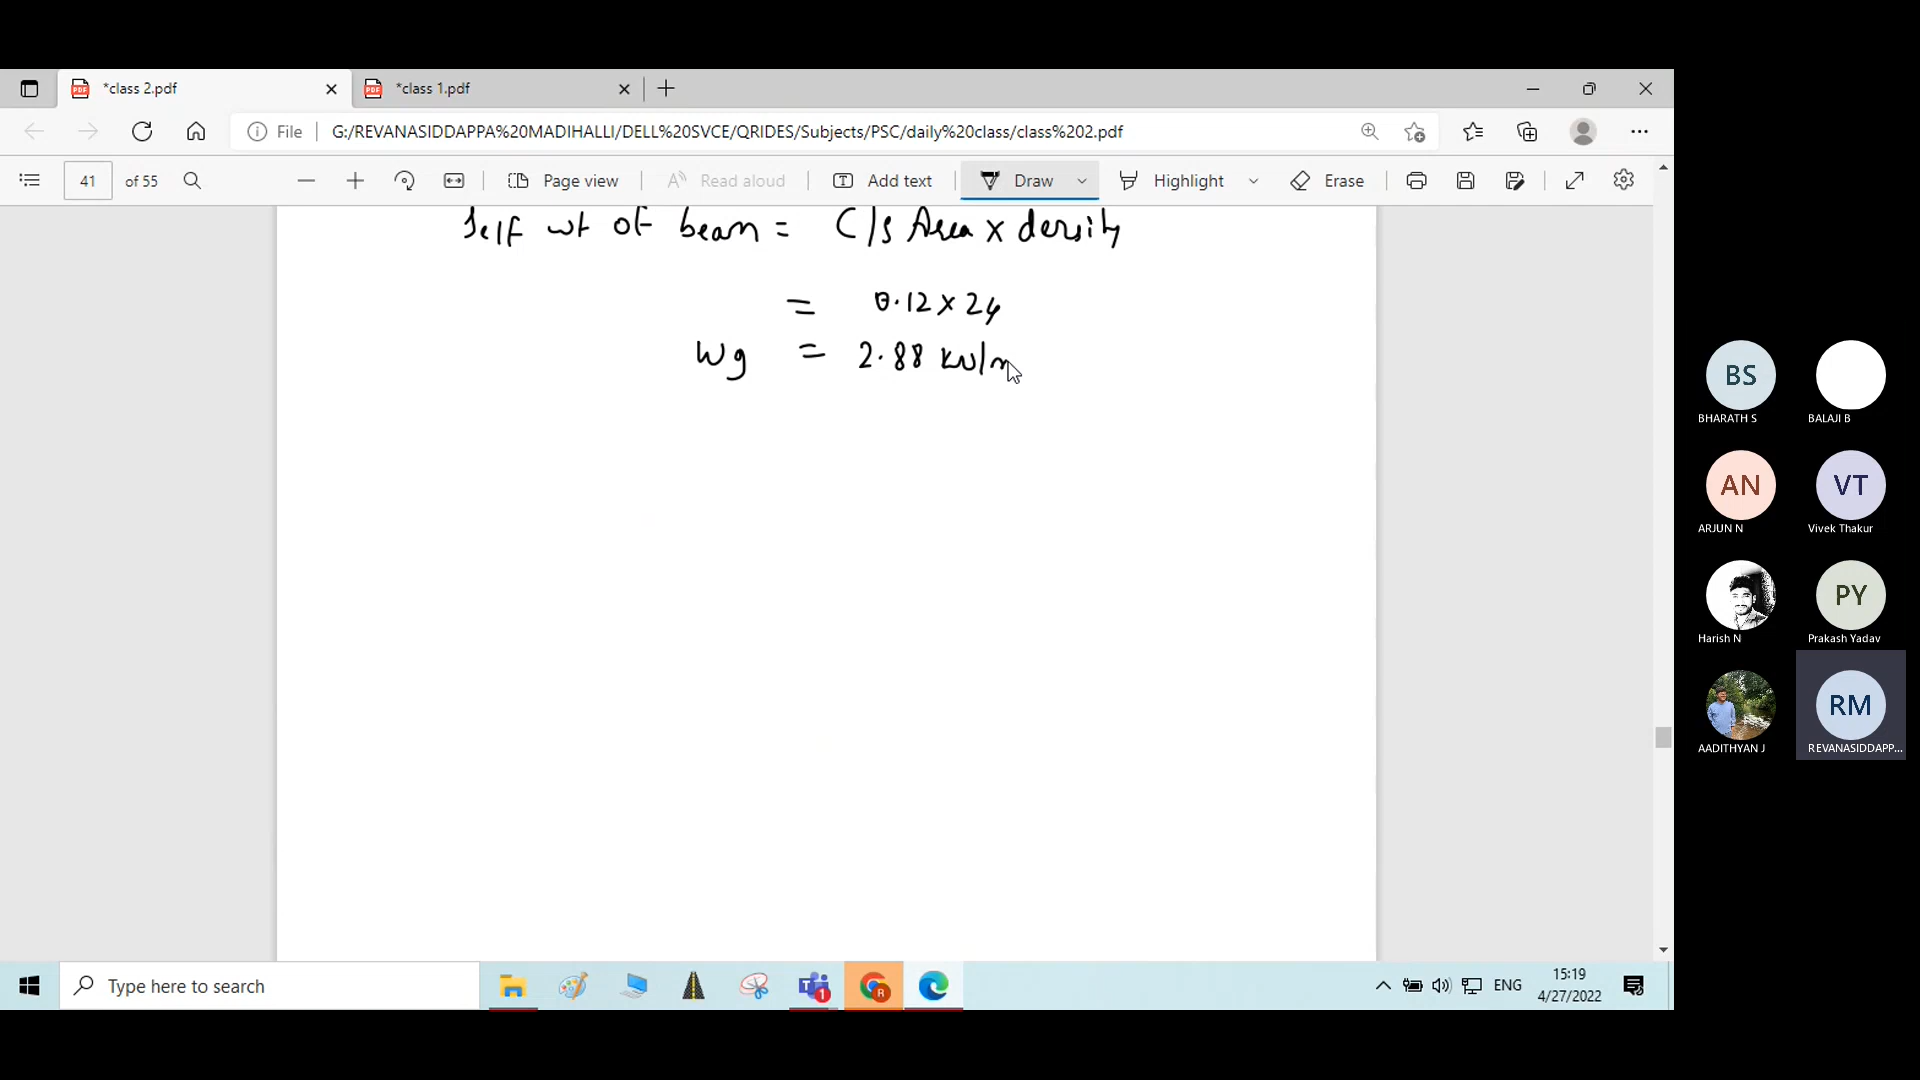 *class 2.pdf
*class 1.pdf
File G:/REVANASIDDAPPA%20MADIHALLI/DELL%20SVCE/QRIDES/Subjects/PSC/daily%20class/class%202.pdf
41 of 55 Page view Read aloud Add text Draw Highlight Erase
Self wt of beam = C/s Area x density
= 0.12 x 24
Wg = 2.88 kN/m
BS
BHARATH S
BALAJI B
AN
ARJUN N
VT
Vivek Thakur
Harish N
PY
Prakash Yadav
AADITHYAN J
RM
REVANASIDDAPP...
Type here to search
1
R
ENG
15:19
4/27/2022